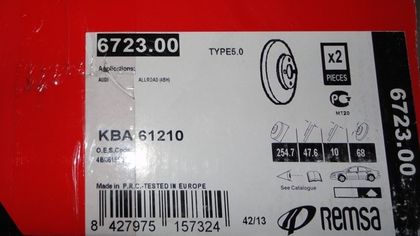 6723.00
TYPE5.0
Applications:
AUDI ALLROAD (4BH)
x2
PIECES
MT20
KBA 61210
O.E.S. Code
254.7 47.6 10 68
See Catalogue
Made in P.R.C.-TESTED IN EUROPE
8 427975 157324
42/13
REMSA
6723.00